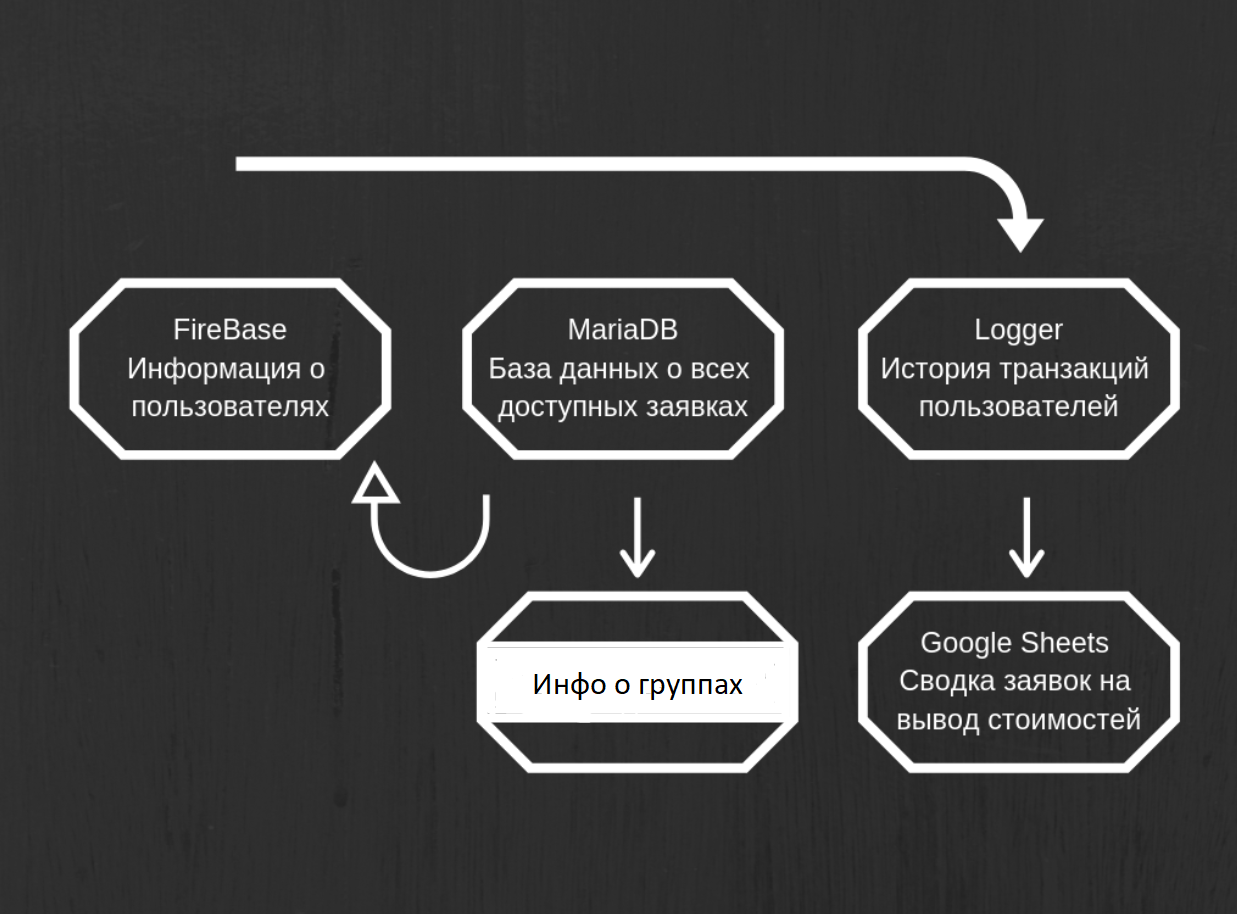 FireBase
Информация о
пользователях
MariaDB
База данных о всех
доступных заявках
Logger
История транзакций
пользователей
Инфо о группах
Google Sheets
Сводка заявок на
вывод стоимостей